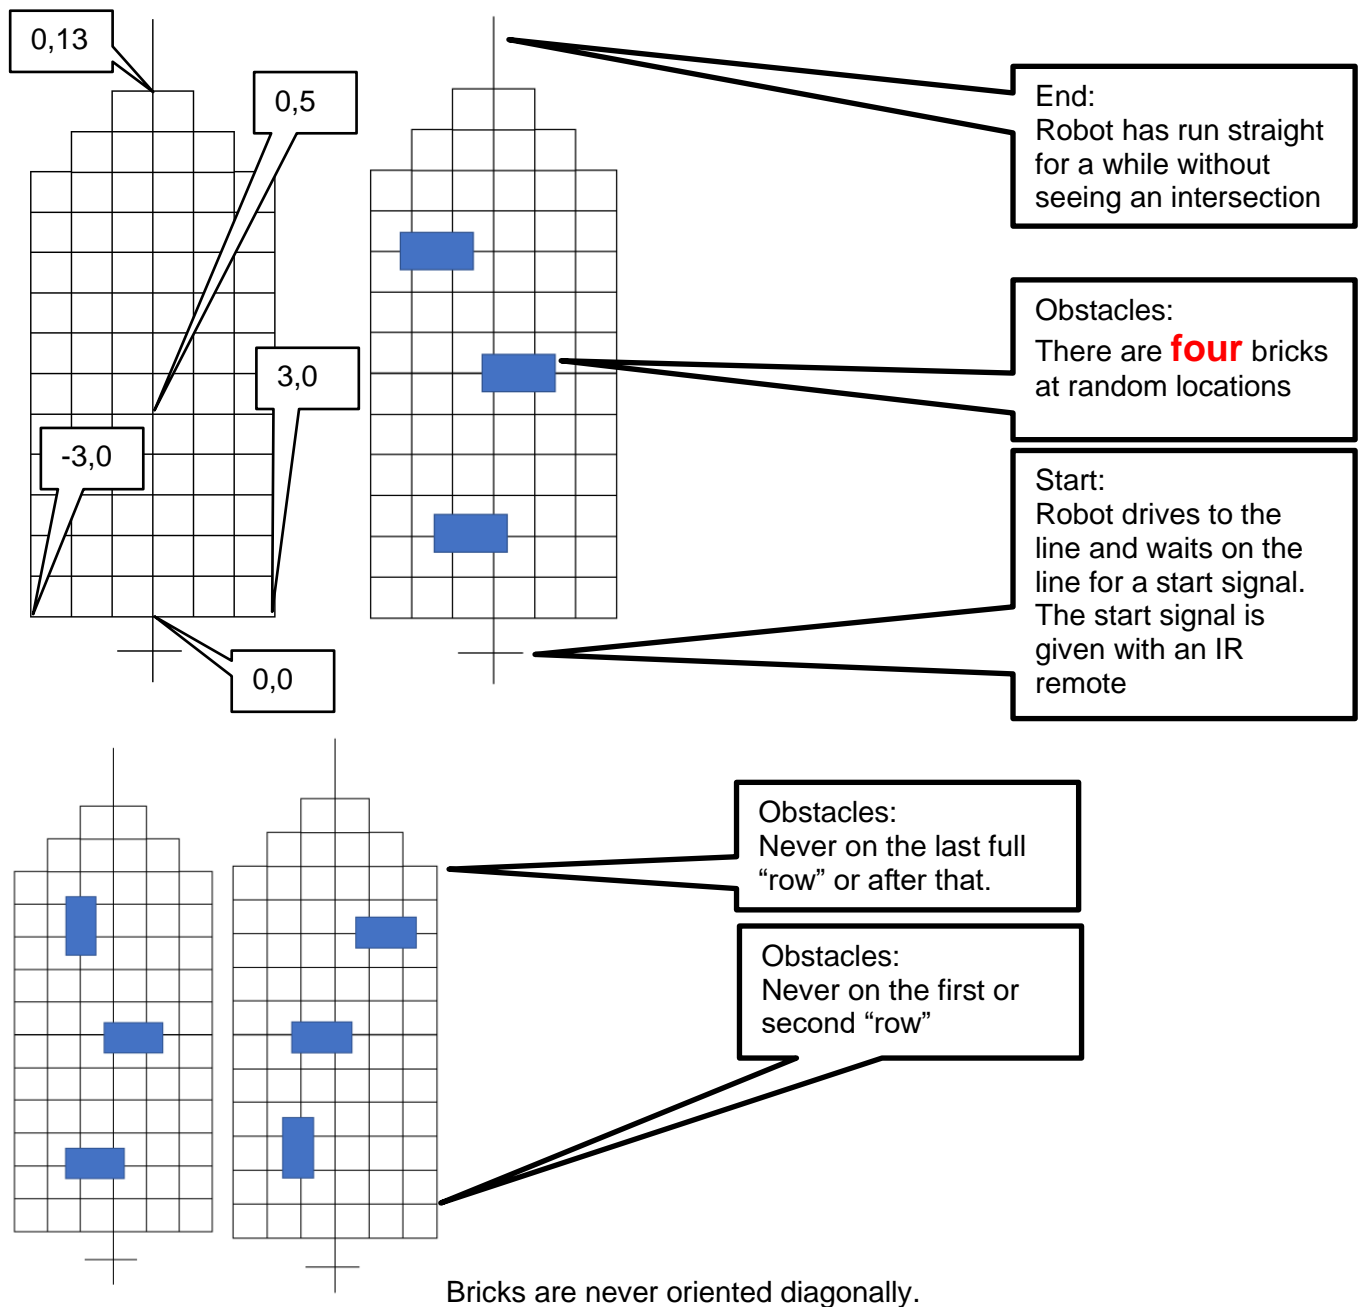 0,13
0,5
3,0
-3,0
0,0
End:
Robot has run straight
for a while without
seeing an intersection
Obstacles:
There are four bricks
at random locations
Start:
Robot drives to the
line and waits on the
line for a start signal.
The start signal is
given with an IR
remote
Obstacles:
Never on the last full
“row” or after that.
Obstacles:
Never on the first or
second “row”
Bricks are never oriented diagonally.